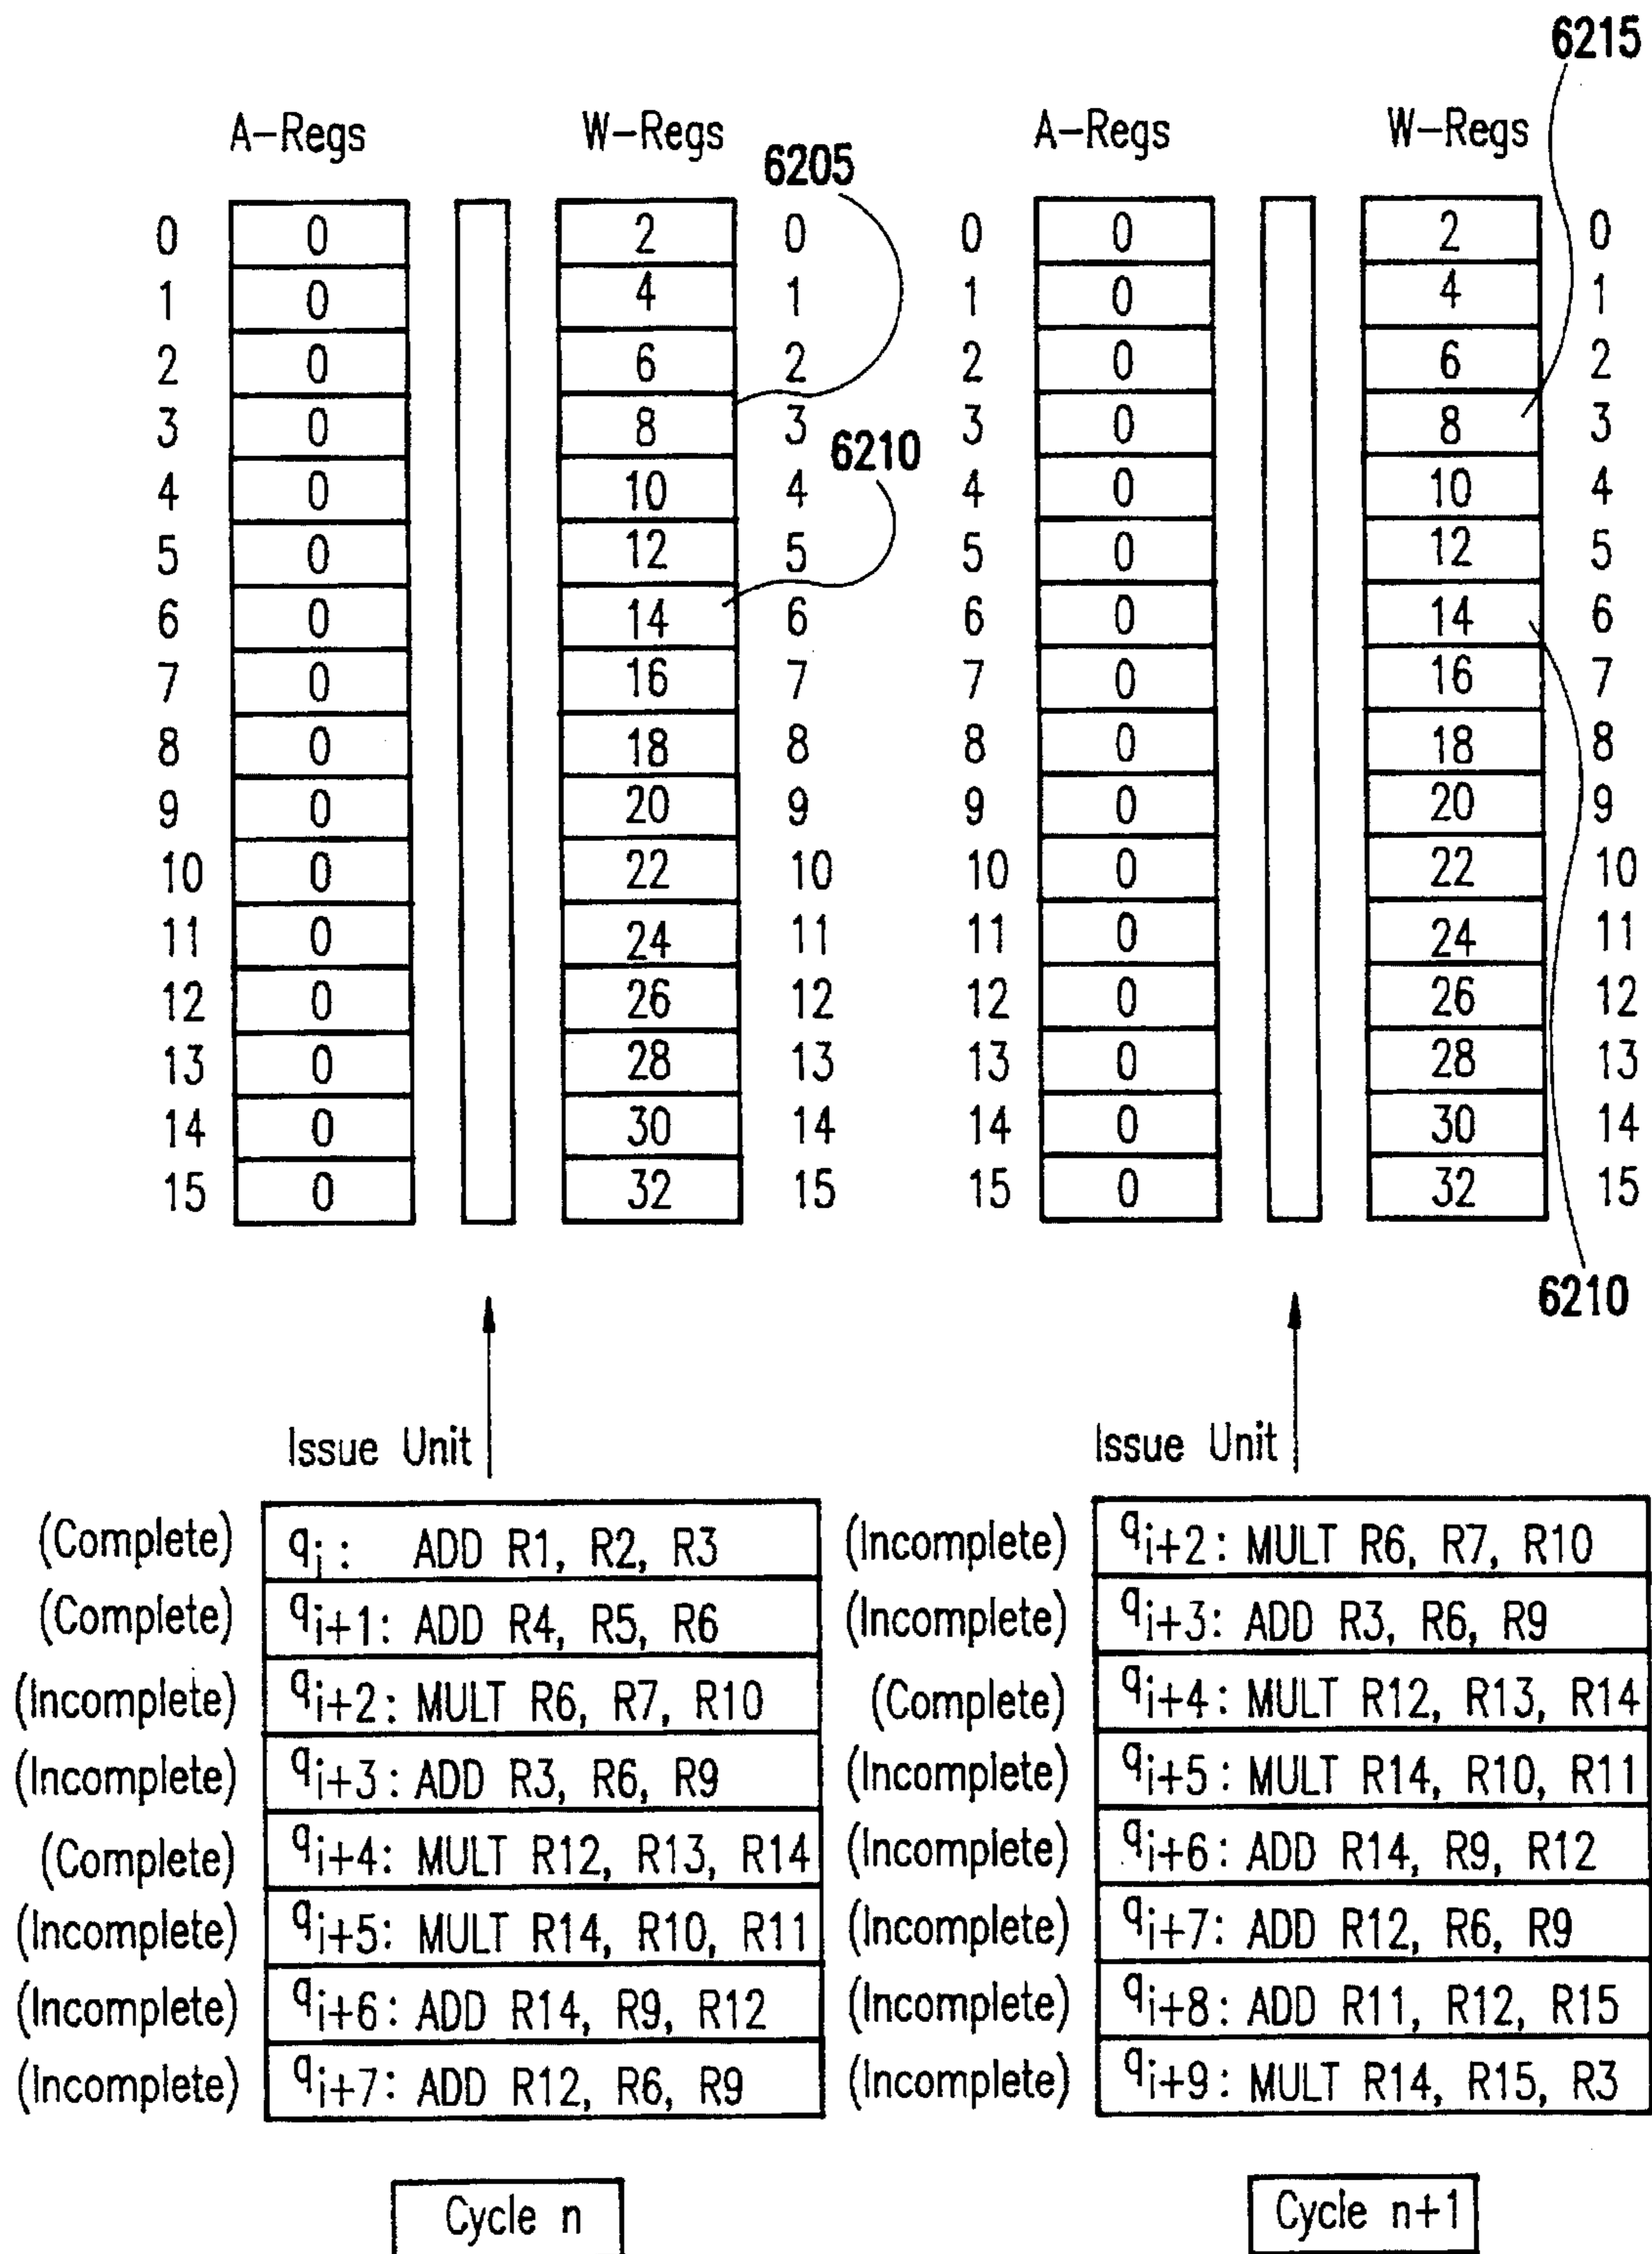 6215
A-Regs W-Regs A-Regs W-Regs
6205
0 0 2 0 0 0 2 0
1 0 4 1 1 0 4 1
2 0 6 2 2 0 6 2
3 0 8 3 3 0 8 3
6210
4 0 10 4 4 0 10 4
5 0 12 5 5 0 12 5
6 0 14 6 6 0 14 6
7 0 16 7 7 0 16 7
8 0 18 8 8 0 18 8
9 0 20 9 9 0 20 9
10 0 22 10 10 0 22 10
11 0 24 11 11 0 24 11
12 0 26 12 12 0 26 12
13 0 28 13 13 0 28 13
14 0 30 14 14 0 30 14
15 0 32 15 15 0 32 15
6210
Issue Unit Issue Unit
(Complete) qi: ADD R1, R2, R3 (Incomplete) qi+2: MULT R6, R7, R10
(Complete) qi+1: ADD R4, R5, R6 (Incomplete) qi+3: ADD R3, R6, R9
(Incomplete) qi+2: MULT R6, R7, R10 (Complete) qi+4: MULT R12, R13, R14
(Incomplete) qi+3: ADD R3, R6, R9 (Incomplete) qi+5: MULT R14, R10, R11
(Complete) qi+4: MULT R12, R13, R14 (Incomplete) qi+6: ADD R14, R9, R12
(Incomplete) qi+5: MULT R14, R10, R11 (Incomplete) qi+7: ADD R12, R6, R9
(Incomplete) qi+6: ADD R14, R9, R12 (Incomplete) qi+8: ADD R11, R12, R15
(Incomplete) qi+7: ADD R12, R6, R9 (Incomplete) qi+9: MULT R14, R15, R3
Cycle n Cycle n+1